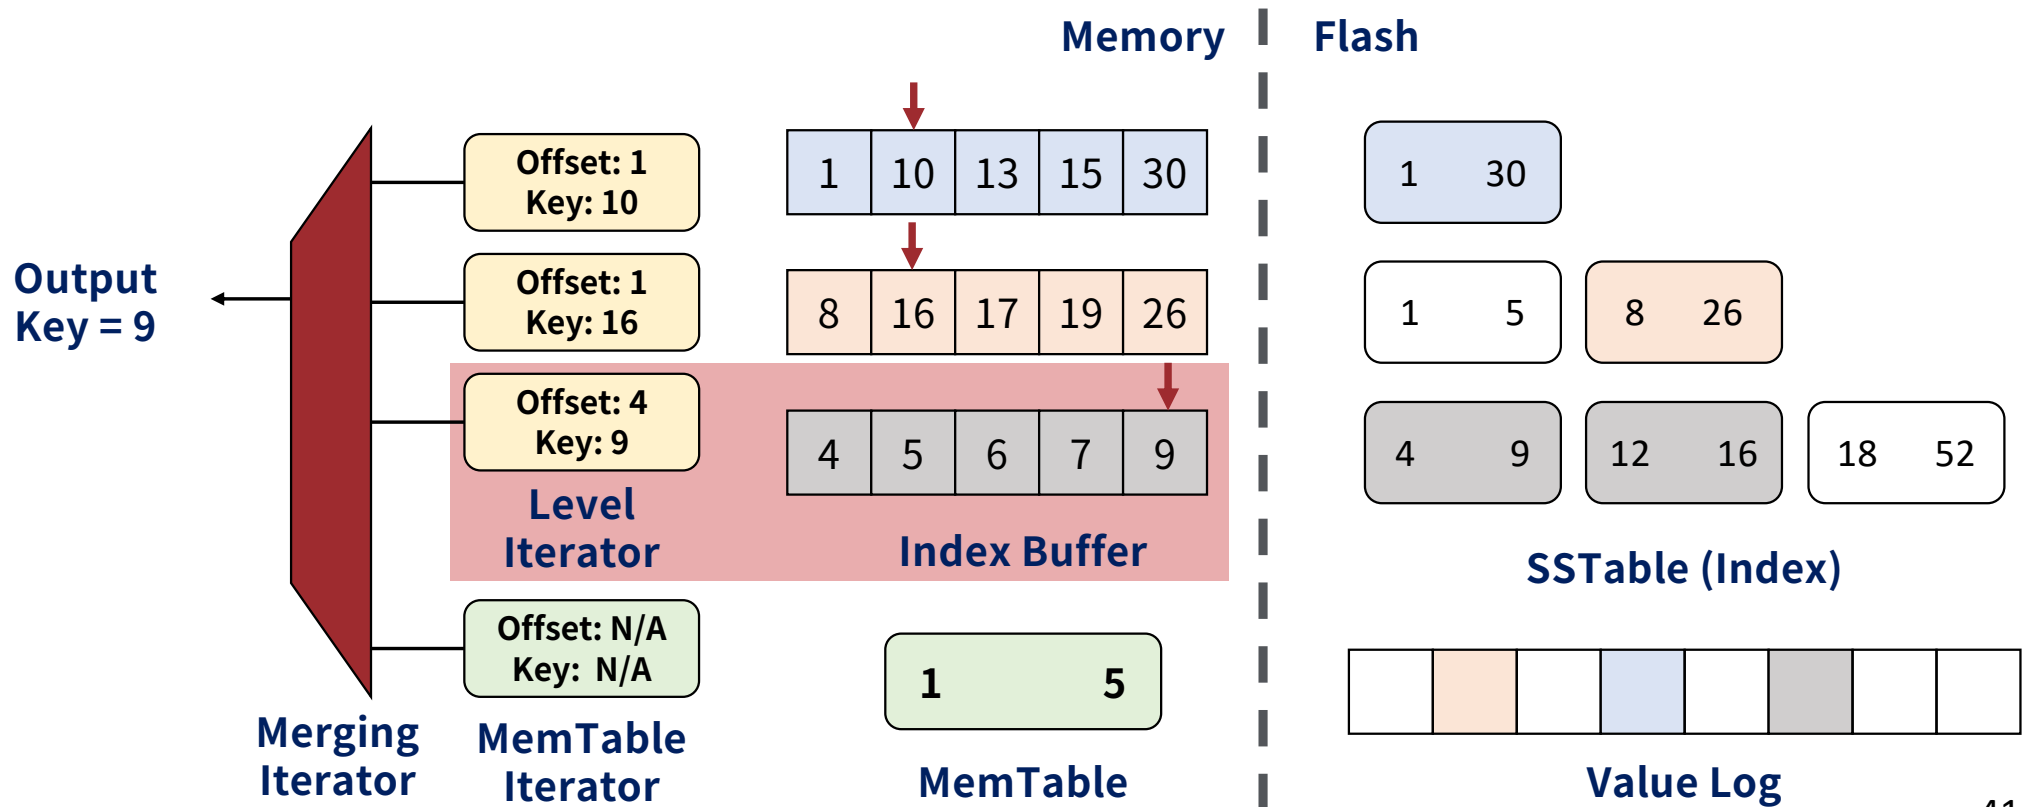 Memory
Flash
Offset: 1
Key: 10
1 10 13 15 30
1 30
Output
Key = 9
Offset: 1
Key: 16
8 16 17 19 26
1 5
8 26
Offset: 4
Key: 9
4 5 6 7 9
4 9
12 16
18 52
Level
Iterator
Index Buffer
SSTable (Index)
Offset: N/A
Key: N/A
1 5
Merging
Iterator
MemTable
Iterator
MemTable
Value Log